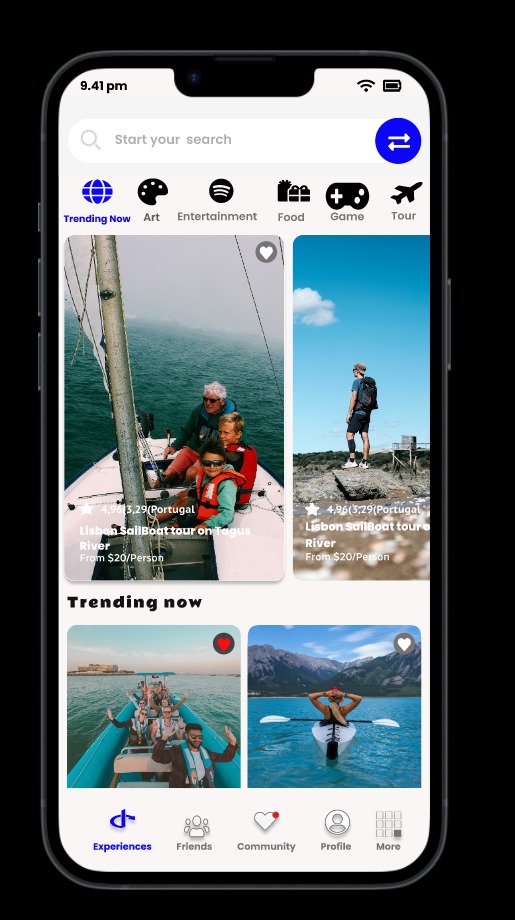 9.41 pm
Start your search
Trending Now Art Entertainment Food Game Tour
4,96(3,29(Portugal
Lisbon SailBoat tour on Tagus
River
From $20/Person
4,96(3,29(Portugal
Lisbon SailBoat tour o
River
From $20/Person
Trending now
Experiences Friends Community Profile More